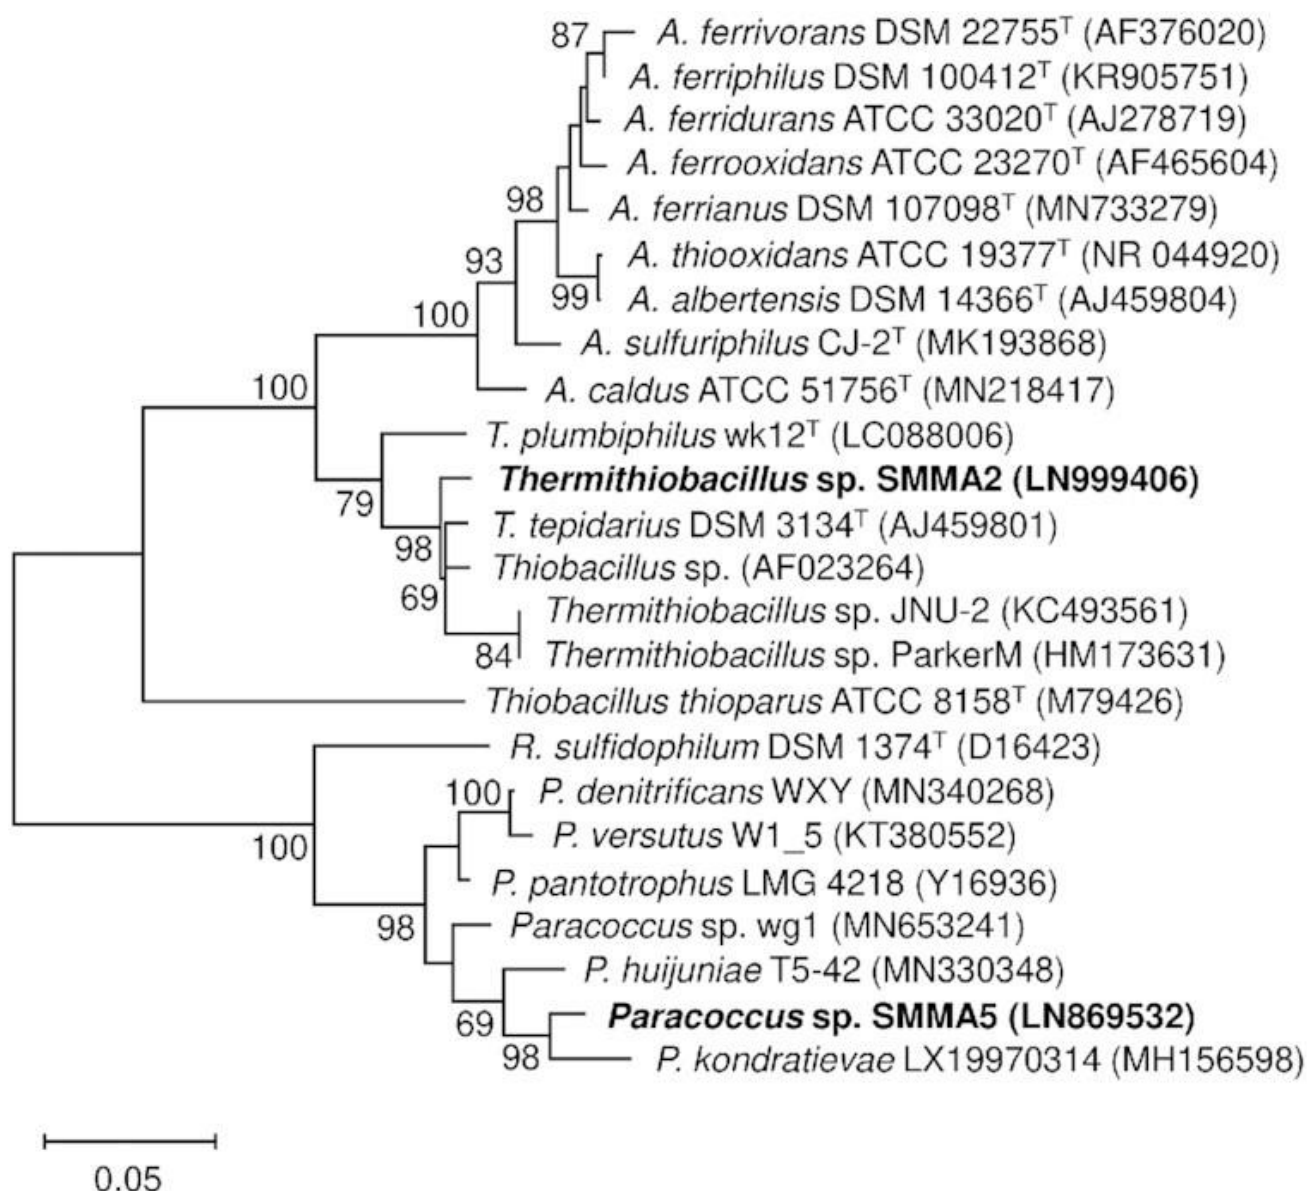 87
A. ferrivorans DSM 22755ᵀ (AF376020)
A. ferriphilus DSM 100412ᵀ (KR905751)
A. ferridurans ATCC 33020ᵀ (AJ278719)
A. ferrooxidans ATCC 23270ᵀ (AF465604)
98
A. ferrianus DSM 107098ᵀ (MN733279)
93
A. thiooxidans ATCC 19377ᵀ (NR 044920)
99
A. albertensis DSM 14366ᵀ (AJ459804)
100
A. sulfuriphilus CJ-2ᵀ (MK193868)
100
A. caldus ATCC 51756ᵀ (MN218417)
T. plumbiphilus wk12ᵀ (LC088006)
Thermithiobacillus sp. SMMA2 (LN999406)
79
T. tepidarius DSM 3134ᵀ (AJ459801)
98
Thiobacillus sp. (AF023264)
69
Thermithiobacillus sp. JNU-2 (KC493561)
84
Thermithiobacillus sp. ParkerM (HM173631)
Thiobacillus thioparus ATCC 8158ᵀ (M79426)
R. sulfidophilum DSM 1374ᵀ (D16423)
100
P. denitrificans WXY (MN340268)
P. versutus W1_5 (KT380552)
100
P. pantotrophus LMG 4218 (Y16936)
98
Paracoccus sp. wg1 (MN653241)
P. huijuniae T5-42 (MN330348)
69
Paracoccus sp. SMMA5 (LN869532)
98
P. kondratievae LX19970314 (MH156598)
0.05